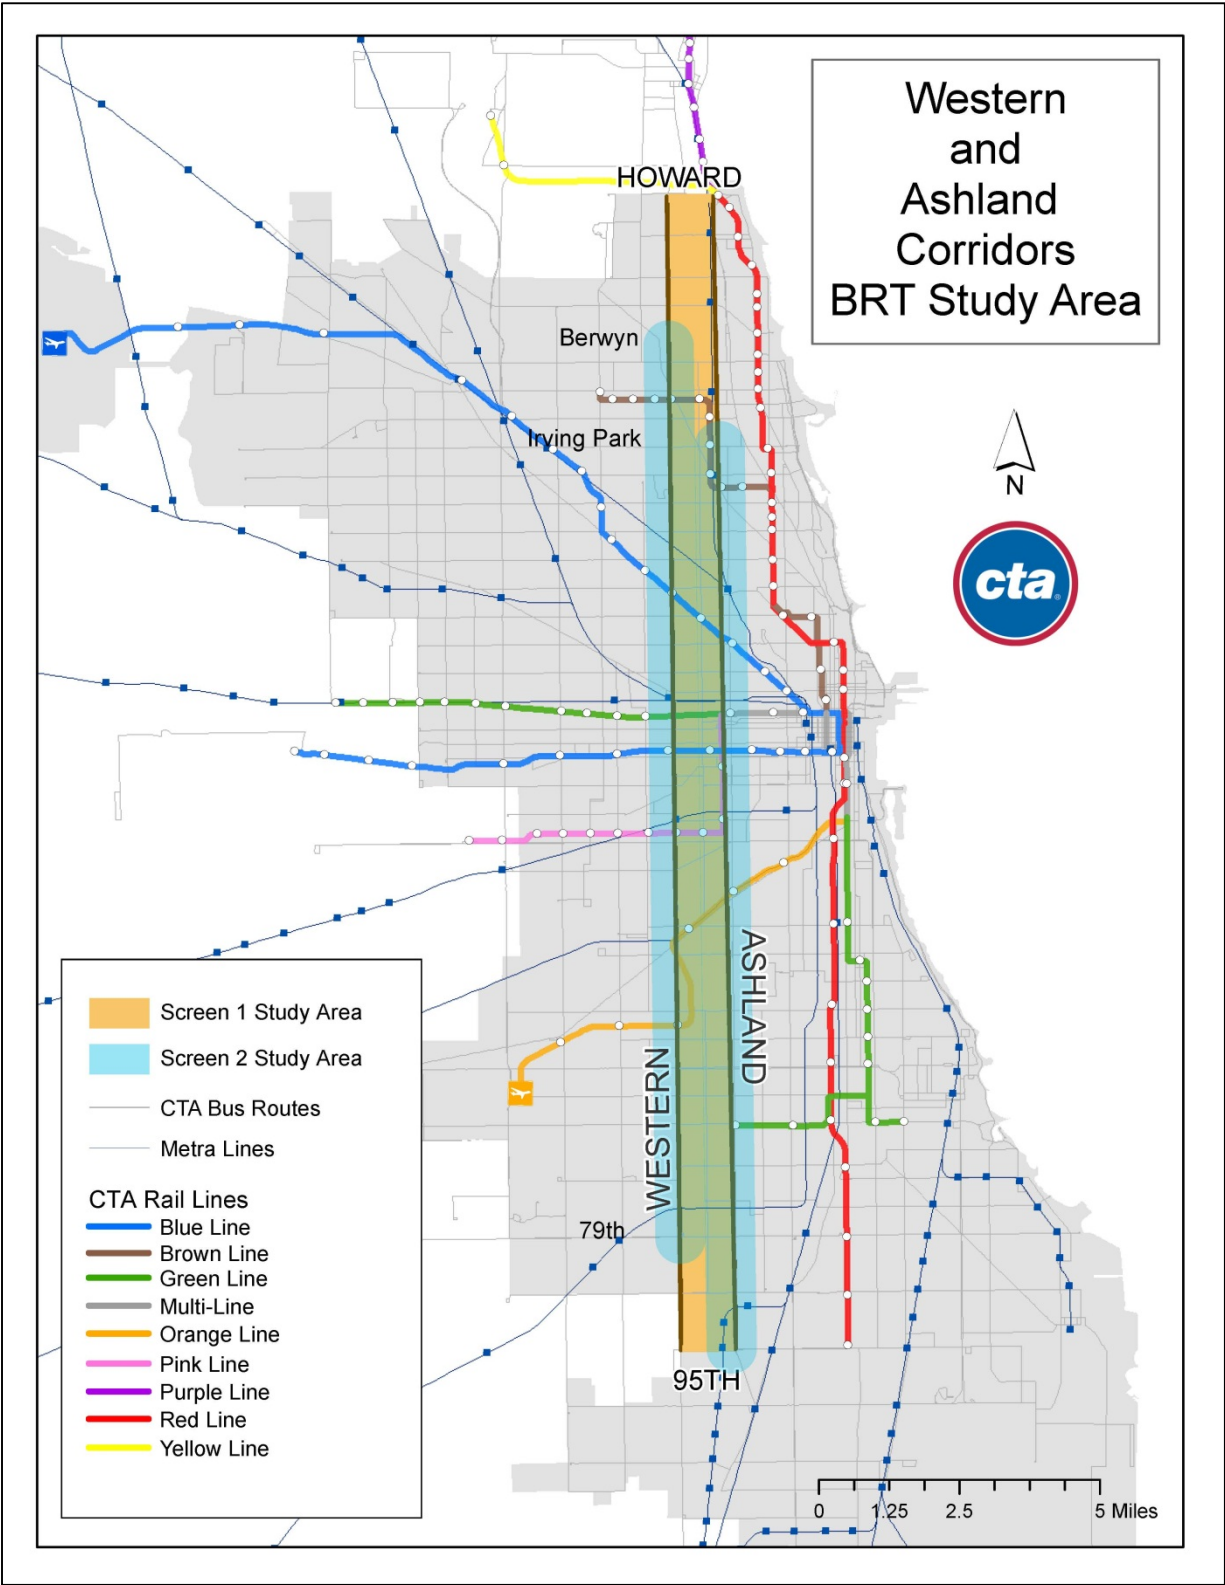 Western
and
Ashland
Corridors
BRT Study Area
HOWARD
Berwyn
Irving Park
N
cta®
ASHLAND
WESTERN
79th
95TH
Screen 1 Study Area
Screen 2 Study Area
CTA Bus Routes
Metra Lines
CTA Rail Lines
Blue Line
Brown Line
Green Line
Multi-Line
Orange Line
Pink Line
Purple Line
Red Line
Yellow Line
0 1.25 2.5 5 Miles